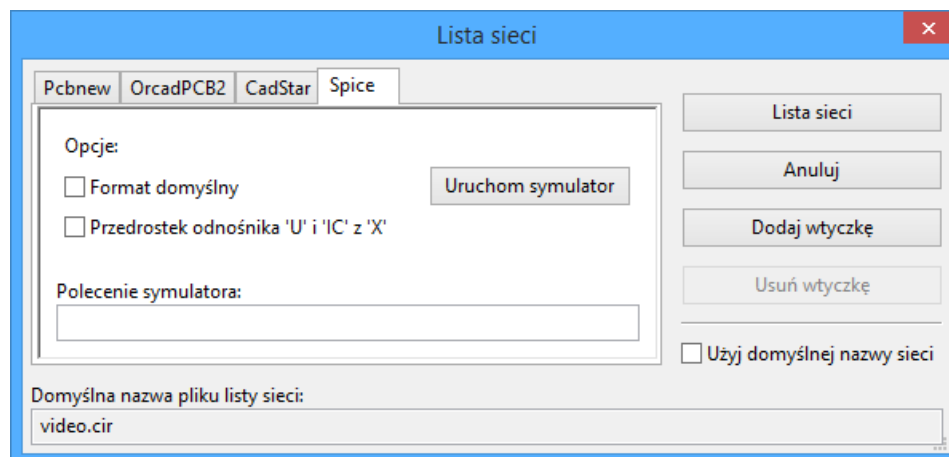 Lista sieci
Pcbnew OrcadPCB2 CadStar Spice
Opcje:
Format domyślny
Przedrostek odnośnika 'U' i 'IC' z 'X'
Uruchom symulator
Polecenie symulatora:
Lista sieci
Anuluj
Dodaj wtyczkę
Usuń wtyczkę
Użyj domyślnej nazwy sieci
Domyślna nazwa pliku listy sieci:
video.cir